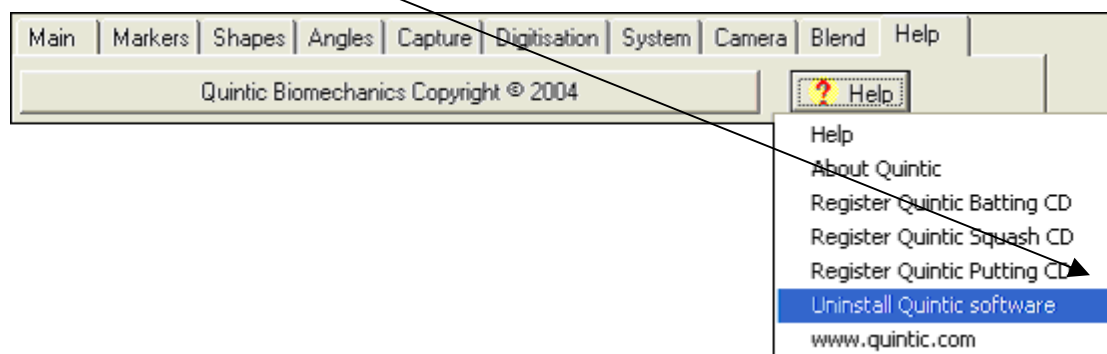 Main Markers Shapes Angles Capture Digitisation System Camera Blend Help
Quintic Biomechanics Copyright © 2004 Help
Help
About Quintic
Register Quintic Batting CD
Register Quintic Squash CD
Register Quintic Putting CD
Uninstall Quintic software
www.quintic.com